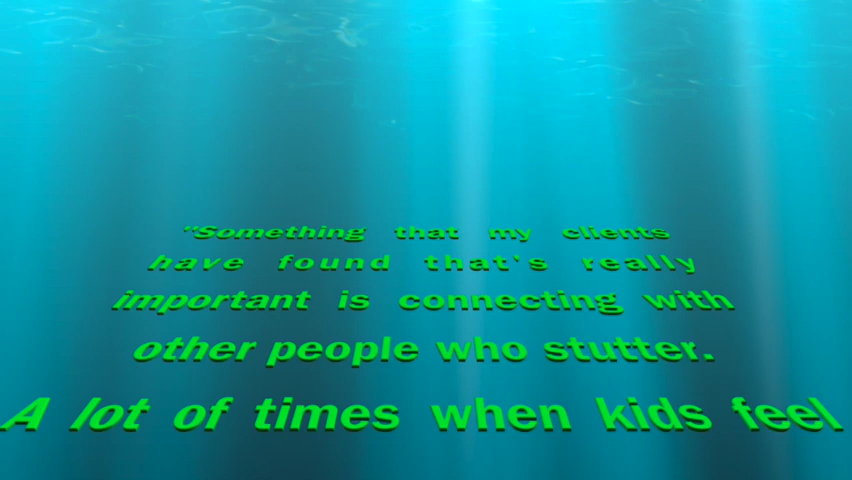 "Something that my clients
have found that's really
important is connecting with
other people who stutter.
A lot of times when kids feel